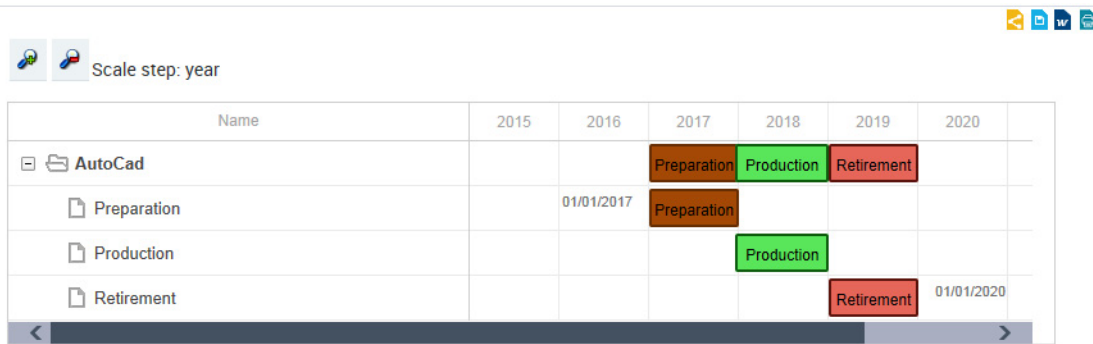 w
Scale step: year
Name 2015 2016 2017 2018 2019 2020
AutoCad Preparation Production Retirement
Preparation 01/01/2017 Preparation
Production Production
Retirement Retirement 01/01/2020